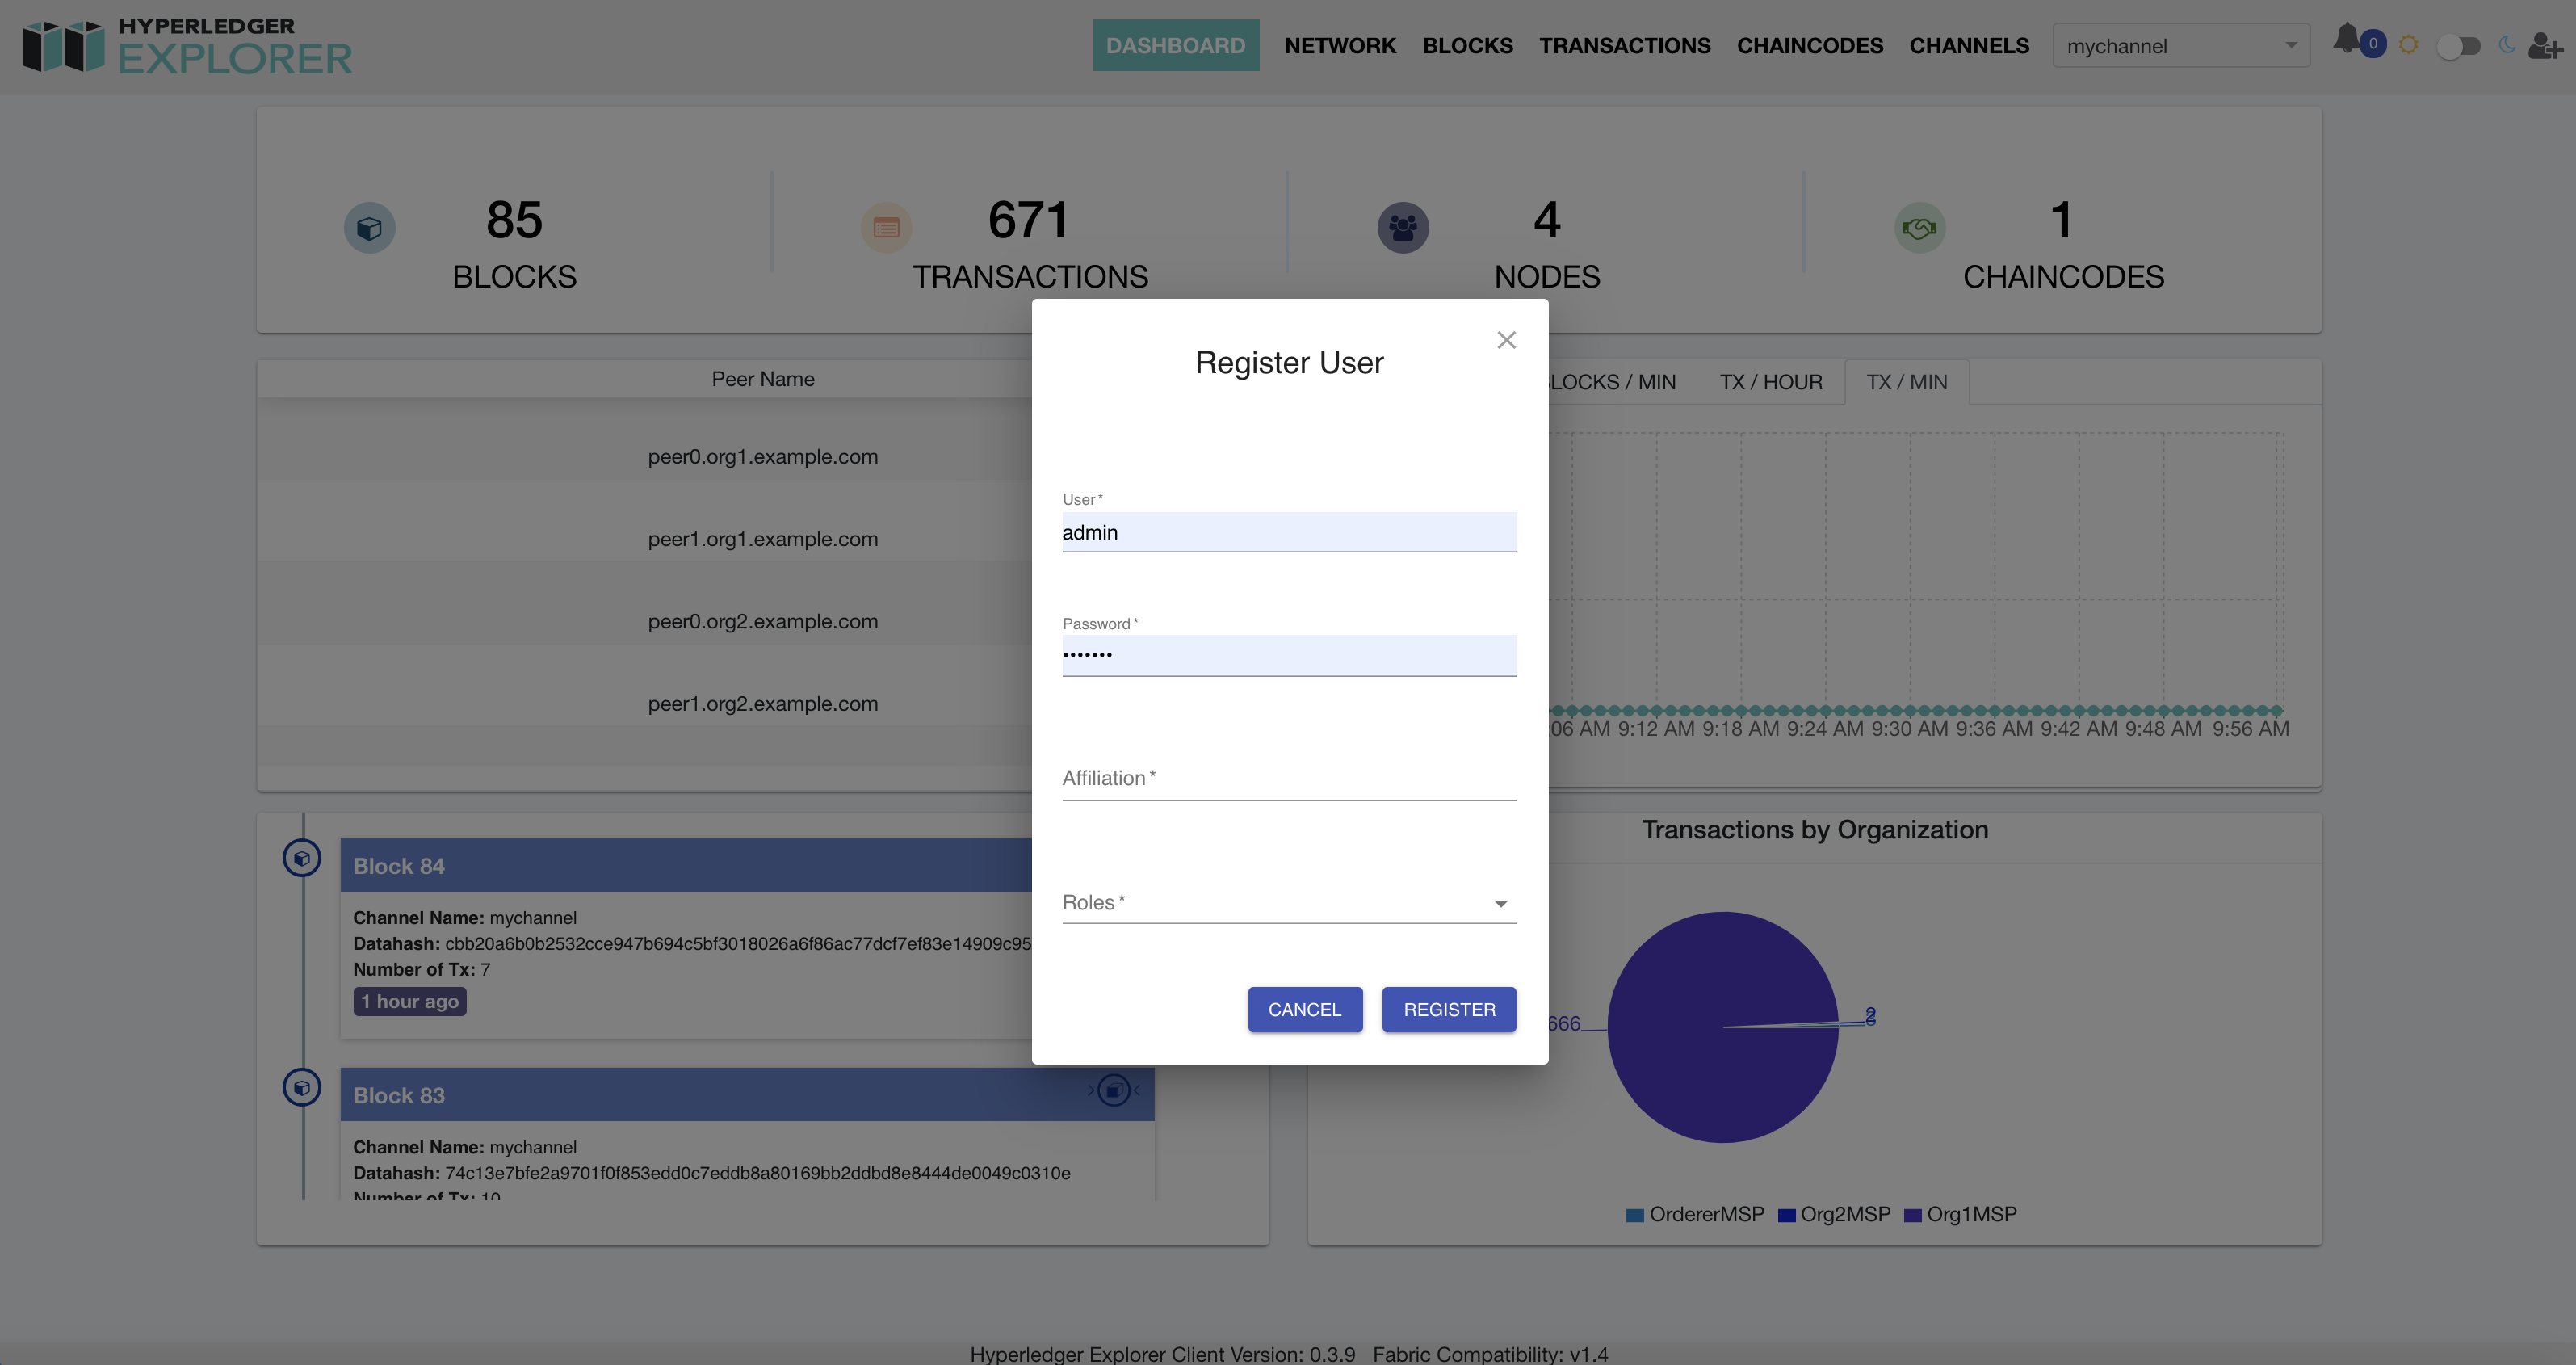 HYPERLEDGER
EXPLORER
DASHBOARD
NETWORK
BLOCKS
TRANSACTIONS
CHAINCODES
CHANNELS
mychannel
0
85
BLOCKS
671
TRANSACTIONS
4
NODES
1
CHAINCODES
Peer Name
peer0.org1.example.com
peer1.org1.example.com
peer0.org2.example.com
peer1.org2.example.com
LOCKS / MIN
TX / HOUR
TX / MIN
06 AM 9:12 AM 9:18 AM 9:24 AM 9:30 AM 9:36 AM 9:42 AM 9:48 AM 9:56 AM
Register User
User *
admin
Password *
•••••••
Affiliation *
Roles *
CANCEL
REGISTER
Block 84
Channel Name: mychannel
Datahash: cbb20a6b0b2532cce947b694c5bf3018026a6f86ac77dcf7ef83e14909c95
Number of Tx: 7
1 hour ago
Block 83
Channel Name: mychannel
Datahash: 74c13e7bfe2a9701f0f853edd0c7eddb8a80169bb2ddbd8e8444de0049c0310e
Number of Tx: 10
Transactions by Organization
666
2
OrdererMSP Org2MSP Org1MSP
Hyperledger Explorer Client Version: 0.3.9 Fabric Compatibility: v1.4